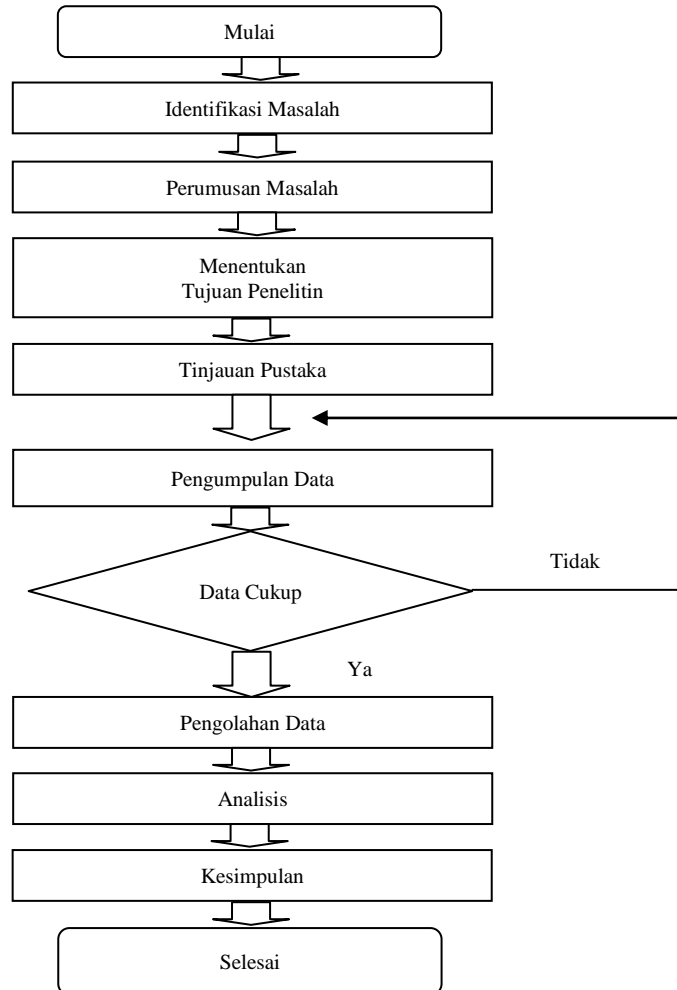 Mulai
Identifikasi Masalah
Perumusan Masalah
Menentukan
Tujuan Penelitin
Tinjauan Pustaka
Pengumpulan Data
Data Cukup
Tidak
Ya
Pengolahan Data
Analisis
Kesimpulan
Selesai